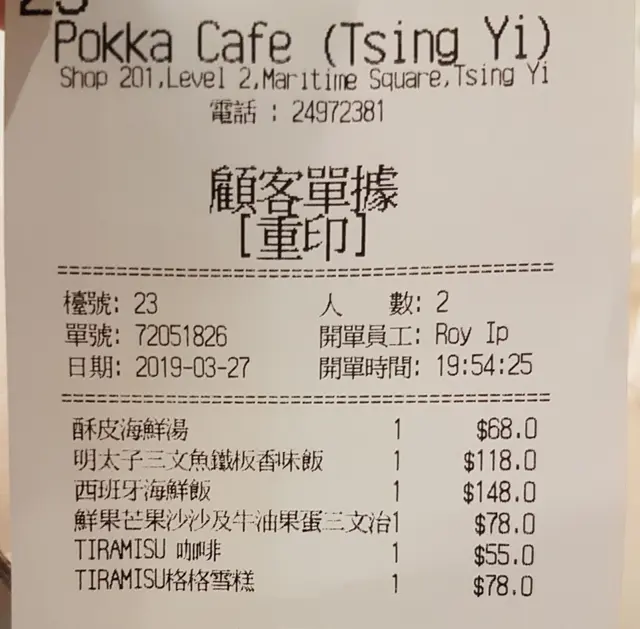 23
Pokka Cafe (Tsing Yi)
Shop 201,Level 2,Maritime Square,Tsing Yi
電話 : 24972381
顧客單據
[重印]
檯號: 23 人 數: 2
單號: 72051826 開單員工: Roy Ip
日期: 2019-03-27 開單時間: 19:54:25
酥皮海鮮湯 1 $68.0
明太子三文魚鐵板香味飯 1 $118.0
西班牙海鮮飯 1 $148.0
鮮果芒果沙沙及牛油果蛋三文治1 $78.0
TIRAMISU 咖啡 1 $55.0
TIRAMISU格格雪糕 1 $78.0